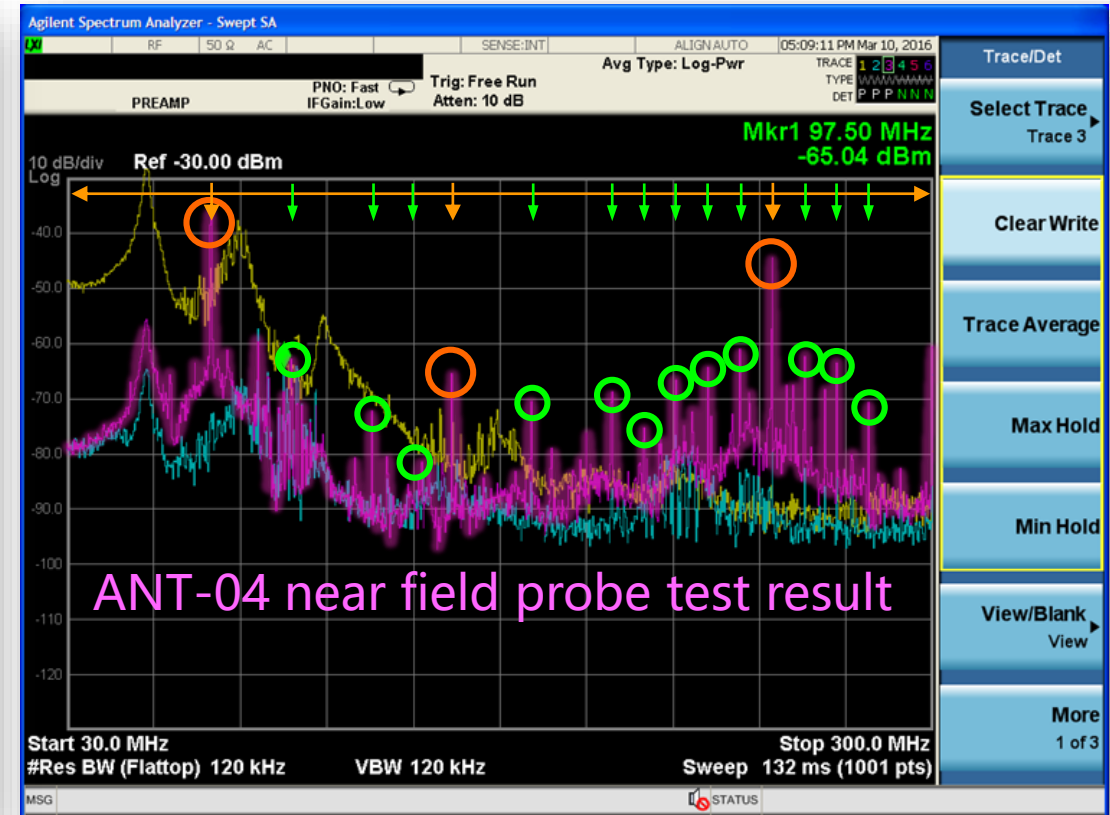 Agilent Spectrum Analyzer - Swept SA
LXI RF 50 Ω AC SENSE:INT ALIGN AUTO 05:09:11 PM Mar 10, 2016
Trace/Det
Avg Type: Log-Pwr
TRACE 1 2 3 4 5 6
TYPE
DET P P P N N N
PREAMP
PNO: Fast
IFGain:Low
Trig: Free Run
Atten: 10 dB
Select Trace
Trace 3
Mkr1 97.50 MHz
-65.04 dBm
10 dB/div Ref -30.00 dBm
Log
-40.0
-50.0
-60.0
-70.0
-80.0
-90.0
-100
-110
-120
ANT-04 near field probe test result
Clear Write
Trace Average
Max Hold
Min Hold
View/Blank
View
More
1 of 3
Start 30.0 MHz Stop 300.0 MHz
#Res BW (Flattop) 120 kHz VBW 120 kHz Sweep 132 ms (1001 pts)
MSG STATUS